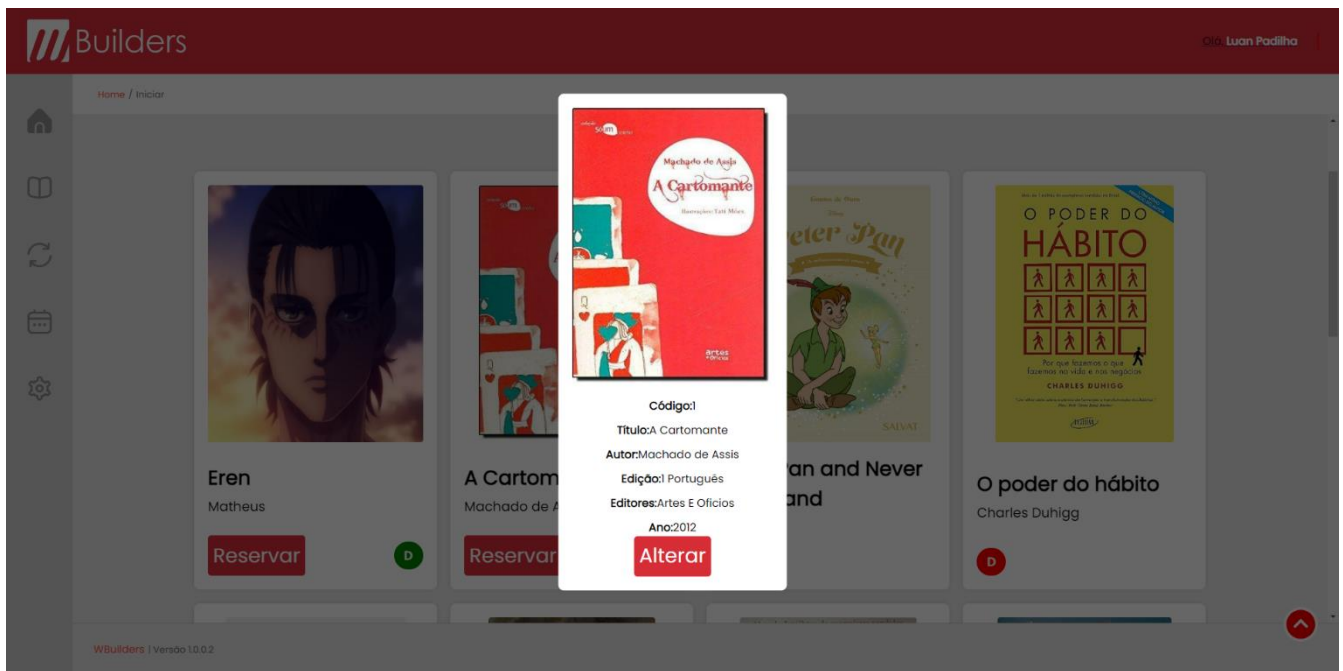 Builders
Olá, Luan Padilha
Home / Iniciar
Machado de Assis
A Cartomante
artes
Código:1
Título:A Cartomante
Autor:Machado de Assis
Edição:1 Português
Editores:Artes E Oficios
Ano:2012
Alterar
Eren
Matheus
Reservar
D
A Cartom
Machado de A
Reservar
eter Pan
SALVAT
an and Never
and
O PODER DO
HÁBITO
Por que fazemos o que
fazemos na vida e nos negócios
CHARLES DUHIGG
O poder do hábito
Charles Duhigg
D
WBuilders | Versão 1.0.0.2